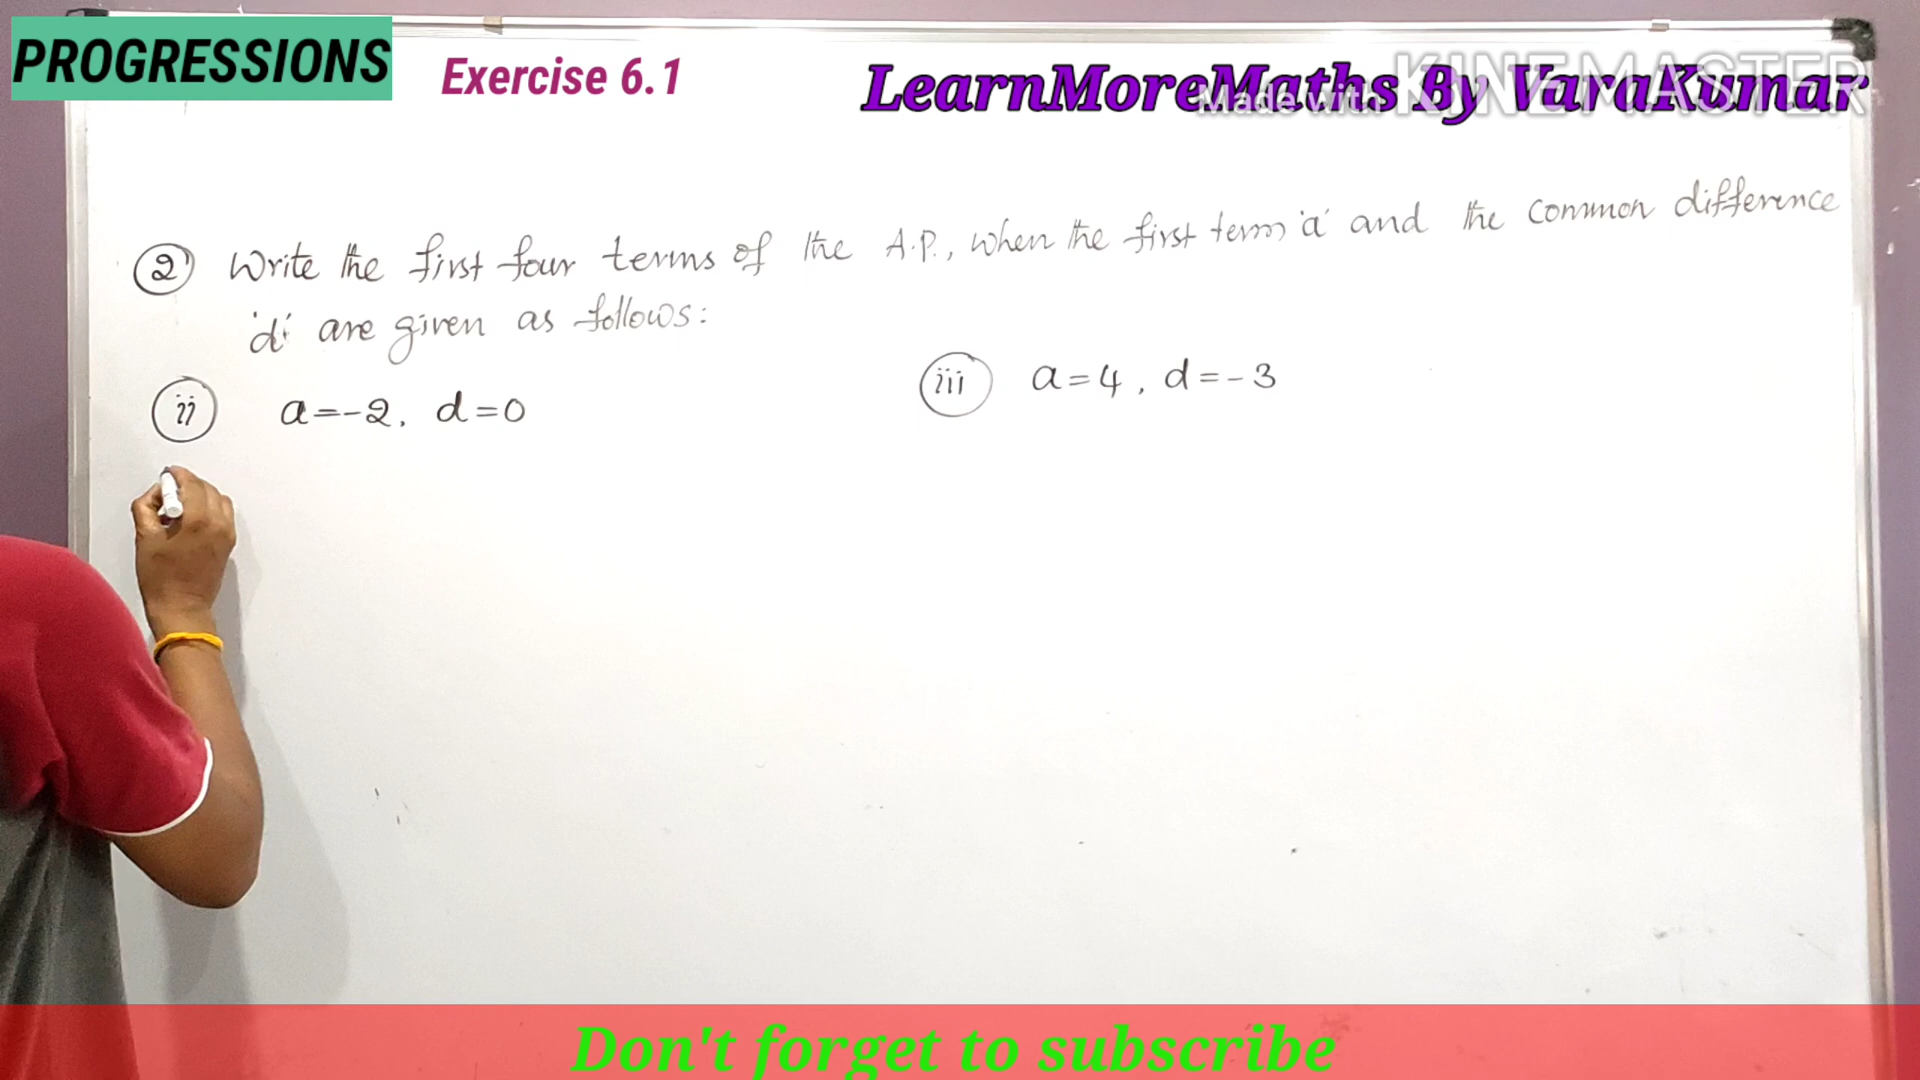 PROGRESSIONS
Exercise 6.1
LearnMoreMaths By VaraKumar
Made with KINEMASTER
② Write the first four terms of the A.P., when the first term 'a' and the common difference
'd' are given as follows:
ii a=-2, d=0
iii a=4, d=-3
Don't forget to subscribe